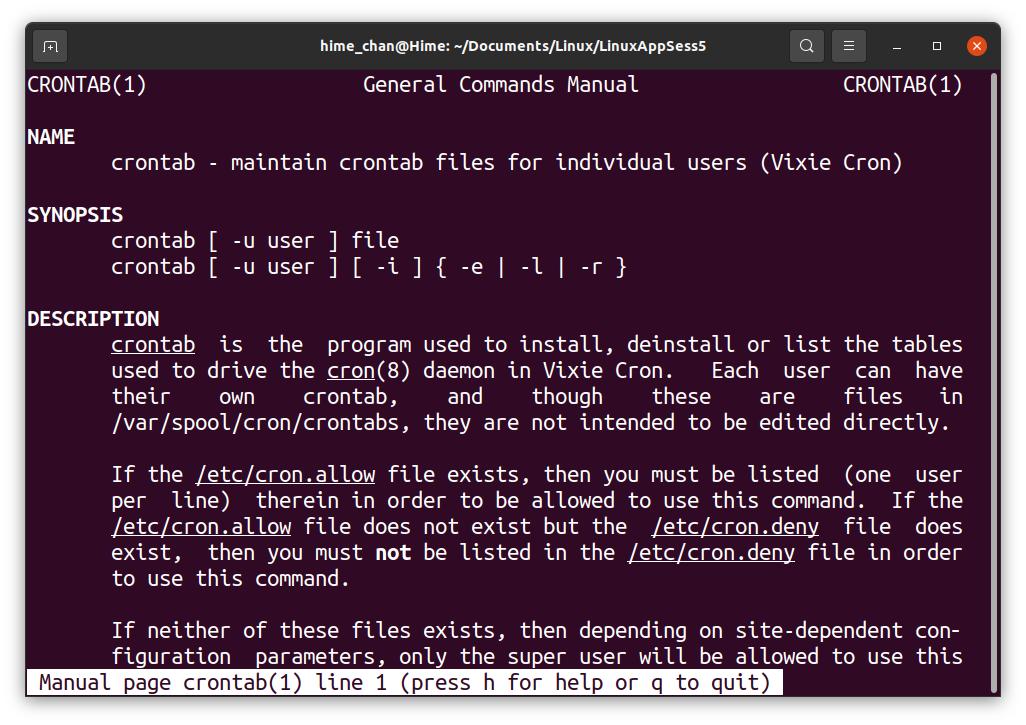 hime_chan@Hime: ~/Documents/Linux/LinuxAppSess5
CRONTAB(1) General Commands Manual CRONTAB(1)
NAME
crontab - maintain crontab files for individual users (Vixie Cron)
SYNOPSIS
crontab [ -u user ] file
crontab [ -u user ] [ -i ] { -e | -l | -r }
DESCRIPTION
crontab is the program used to install, deinstall or list the tables
used to drive the cron(8) daemon in Vixie Cron. Each user can have
their own crontab, and though these are files in
/var/spool/cron/crontabs, they are not intended to be edited directly.
If the /etc/cron.allow file exists, then you must be listed (one user
per line) therein in order to be allowed to use this command. If the
/etc/cron.allow file does not exist but the /etc/cron.deny file does
exist, then you must not be listed in the /etc/cron.deny file in order
to use this command.
If neither of these files exists, then depending on site-dependent con-
figuration parameters, only the super user will be allowed to use this
Manual page crontab(1) line 1 (press h for help or q to quit)